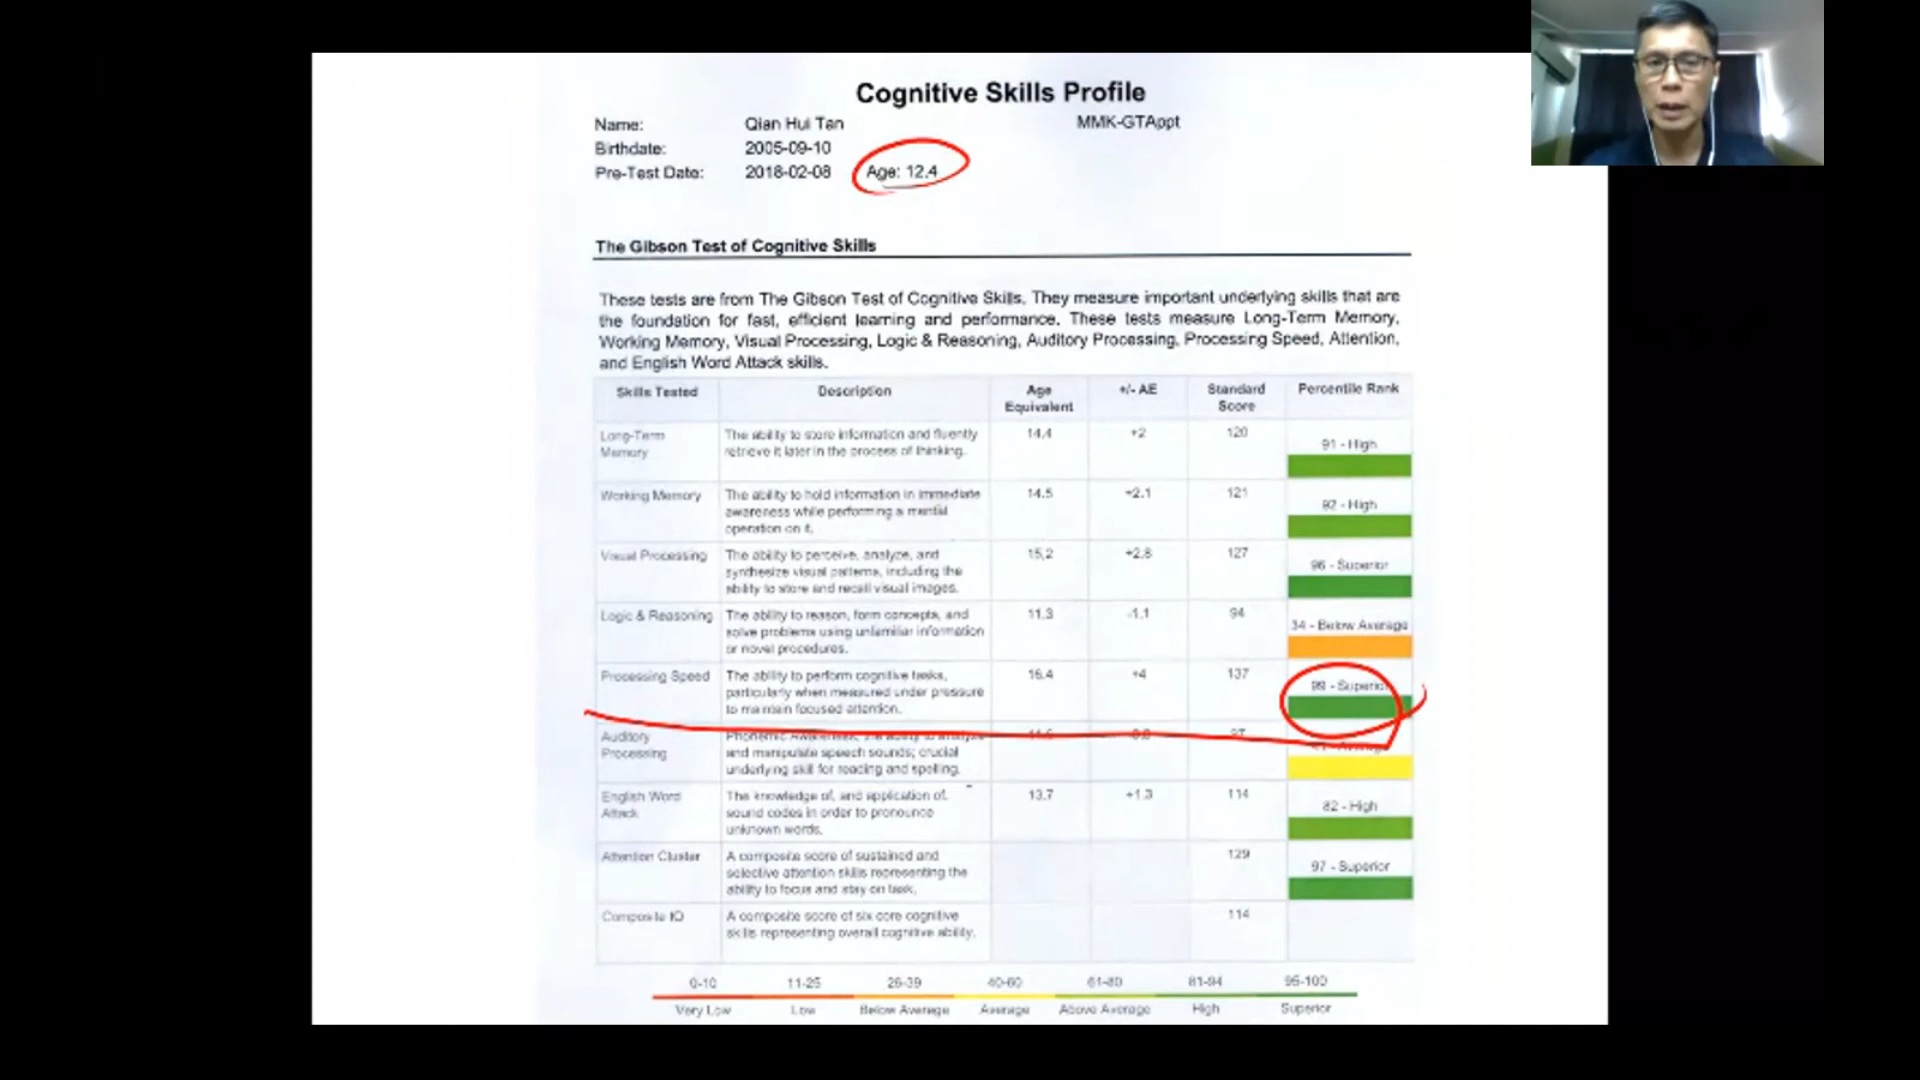 Cognitive Skills Profile
Name: Qian Hui Tan MMK-GTAppt
Birthdate: 2005-09-10
Pre-Test Date: 2018-02-08 Age: 12.4
The Gibson Test of Cognitive Skills
These tests are from The Gibson Test of Cognitive Skills. They measure important underlying skills that are
the foundation for fast, efficient learning and performance. These tests measure Long-Term Memory,
Working Memory, Visual Processing, Logic & Reasoning, Auditory Processing, Processing Speed, Attention,
and English Word Attack skills.
Skills Tested Description Age Equivalent +/- AE Standard Score Percentile Rank
Long-Term Memory The ability to store information and fluently 14.4 +2 120 91 - High
retrieve it later in the process of thinking.
Working Memory The ability to hold information in immediate 14.5 +2.1 121 92 - High
awareness while performing a mental
operation on it.
Visual Processing The ability to perceive, analyze, and 15.2 +2.8 127 96 - Superior
synthesize visual patterns, including the
ability to store and recall visual images.
Logic & Reasoning The ability to reason, form concepts, and 11.3 -1.1 94 34 - Below Average
solve problems using unfamiliar information
or novel procedures.
Processing Speed The ability to perform cognitive tasks, 16.4 +4 137 99 - Superior
particularly when measured under pressure
to maintain focused attention.
Auditory Processing Phonemic Awareness, the ability to analyze 97 Average
and manipulate speech sounds; crucial
underlying skill for reading and spelling.
English Word Attack The knowledge of, and application of, 13.7 +1.3 114 82 - High
sound codes in order to pronounce
unknown words.
Attention Cluster A composite score of sustained and 129 97 - Superior
selective attention skills representing the
ability to focus and stay on task.
Composite IQ A composite score of six core cognitive 114
skills representing overall cognitive ability.
0-10 11-25 26-39 40-60 61-80 81-94 95-100
Very Low Low Below Average Average Above Average High Superior